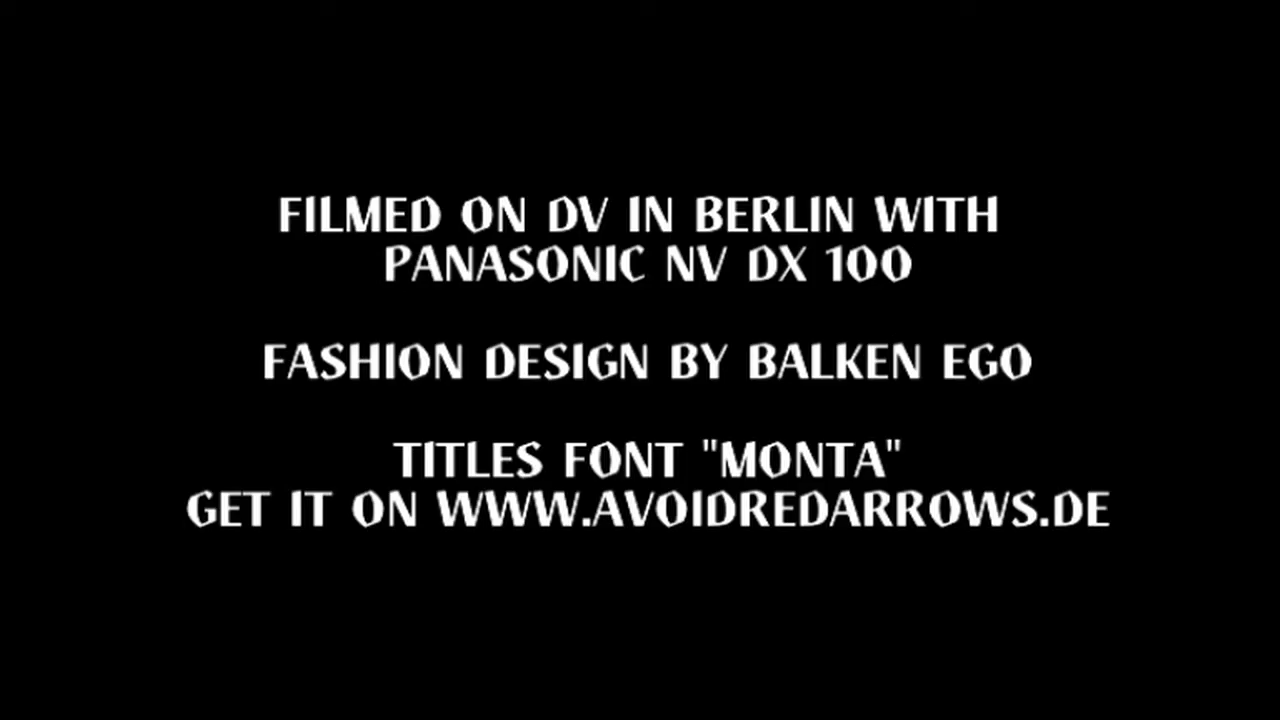 FILMED ON DV IN BERLIN WITH
PANASONIC NV DX 100
FASHION DESIGN BY BALKEN EGO
TITLES FONT "MONTA"
GET IT ON WWW.AVOIDREDARROWS.DE